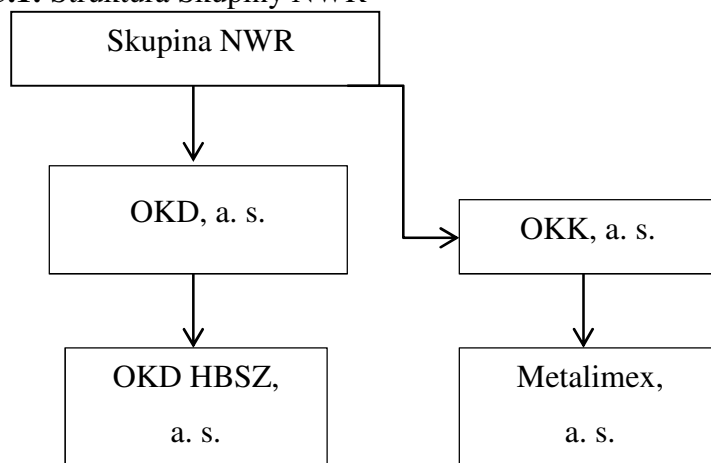 Struktura Skupiny NWR
Skupina NWR
OKD, a. s.
OKK, a. s.
OKD HBSZ,
a. s.
Metalimex,
a. s.